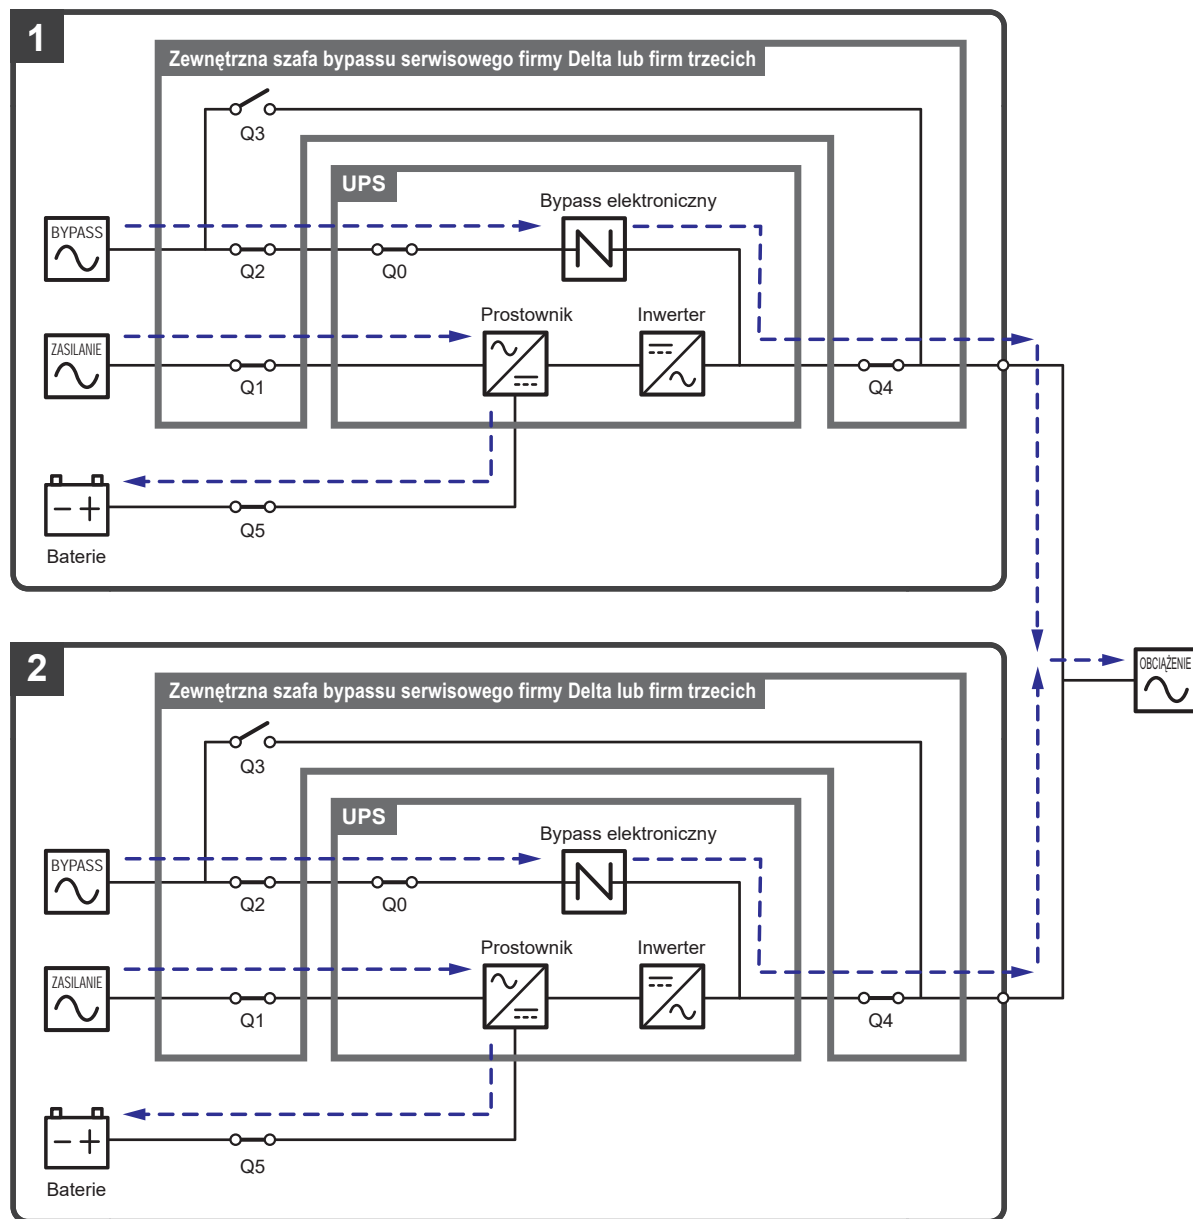 1
Zewnętrzna szafa bypassu serwisowego firmy Delta lub firm trzecich
Q3
UPS
Bypass elektroniczny
BYPASS
Q2
Q0
Prostownik
Inwerter
ZASILANIE
Q1
Q4
Q5
Baterie
2
Zewnętrzna szafa bypassu serwisowego firmy Delta lub firm trzecich
OBCIĄŻENIE
Q3
UPS
Bypass elektroniczny
BYPASS
Q2
Q0
Prostownik
Inwerter
ZASILANIE
Q1
Q4
Q5
Baterie